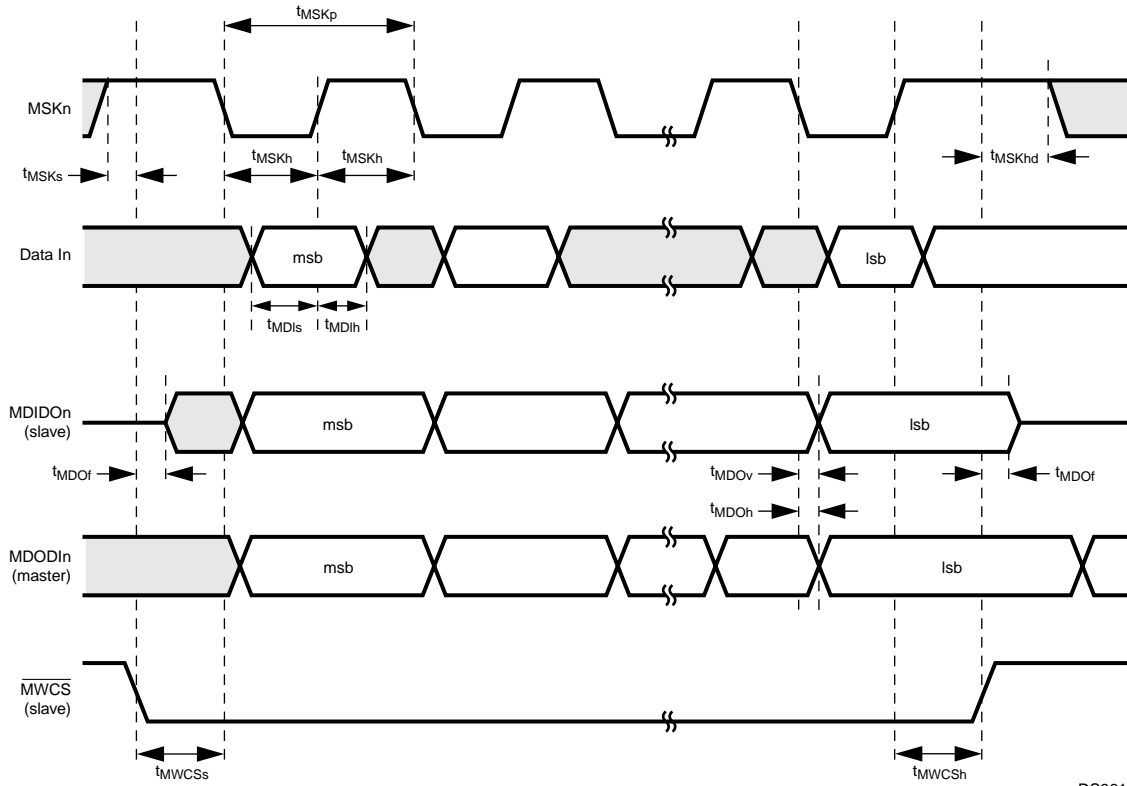 tMSKp
MSKn
tMSKs
tMSKh
tMSKh
tMSKhd
Data In
msb
lsb
tMDIs
tMDIh
MDIDOn
(slave)
msb
lsb
tMDOf
tMDOv
tMDOf
tMDOh
MDODIn
(master)
msb
lsb
MWCS
(slave)
tMWCSs
tMWCSh